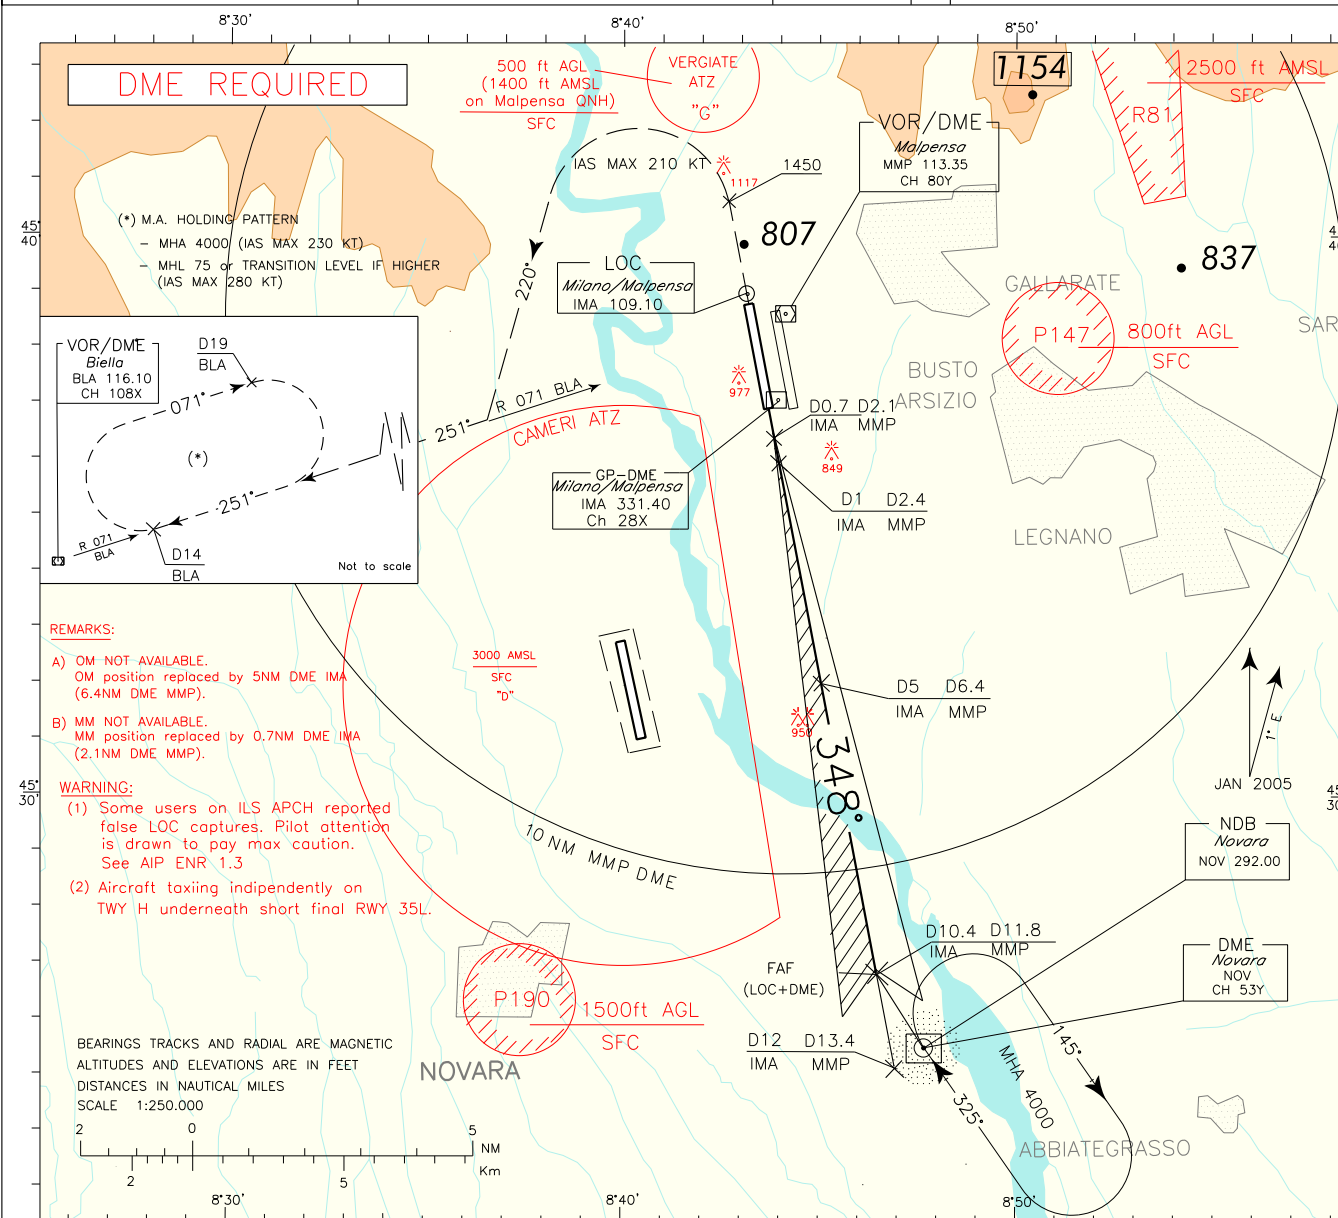 8°30'
8°40'
8°50'
DME REQUIRED
500 ft AGL
(1400 ft AMSL
on Malpensa QNH)
SFC
VERGIATE
ATZ
"G"
1154
2500 ft AMSL
SFC
R81
VOR/DME
Malpensa
MMP 113.35
CH 80Y
IAS MAX 210 KT
1117
1450
(*) M.A. HOLDING PATTERN
- MHA 4000 (IAS MAX 230 KT)
- MHL 75 or TRANSITION LEVEL IF HIGHER
(IAS MAX 280 KT)
45°
40'
807
837
220°
LOC
Milano/Malpensa
IMA 109.10
GALLARATE
P147
800ft AGL
SFC
SAR
VOR/DME
Biella
BLA 116.10
CH 108X
D19
BLA
071°
(*)
251°
R 071
BLA
D14
BLA
Not to scale
251°
R 071 BLA
CAMERI ATZ
977
BUSTO
ARSIZIO
D0.7 D2.1
IMA MMP
849
GP-DME
Milano/Malpensa
IMA 331.40
Ch 28X
D1 D2.4
IMA MMP
LEGNANO
REMARKS:
A) OM NOT AVAILABLE.
OM position replaced by 5NM DME IMA
(6.4NM DME MMP).
B) MM NOT AVAILABLE.
MM position replaced by 0.7NM DME IMA
(2.1NM DME MMP).
3000 AMSL
SFC
"D"
D5 D6.4
IMA MMP
950
348°
1° E
JAN 2005
45°
30'
WARNING:
(1) Some users on ILS APCH reported
false LOC captures. Pilot attention
is drawn to pay max caution.
See AIP ENR 1.3
(2) Aircraft taxiing indipendently on
TWY H underneath short final RWY 35L.
10 NM MMP DME
NDB
Novara
NOV 292.00
D10.4 D11.8
IMA MMP
FAF
(LOC+DME)
DME
Novara
NOV
CH 53Y
P190
1500ft AGL
SFC
D12 D13.4
IMA MMP
NOVARA
145°
MHA 4000
325°
ABBIATEGRASSO
BEARINGS TRACKS AND RADIAL ARE MAGNETIC
ALTITUDES AND ELEVATIONS ARE IN FEET
DISTANCES IN NAUTICAL MILES
SCALE 1:250.000
2 0 5 NM
2 5 Km
8°30'
8°40'
8°50'